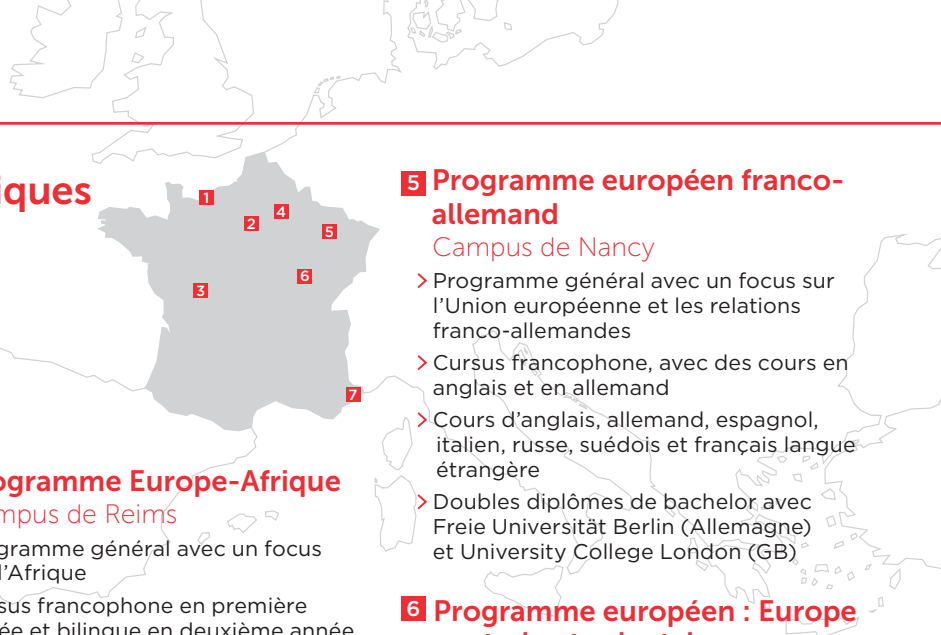 iques
1
2
4
5
6
3
7
ogramme Europe-Afrique
mpus de Reims
gramme général avec un focus
l'Afrique
sus francophone en première
ée et bilingue en deuxième année
5 Programme européen franco-
allemand
Campus de Nancy
> Programme général avec un focus sur
l'Union européenne et les relations
franco-allemandes
> Cursus francophone, avec des cours en
anglais et en allemand
> Cours d'anglais, allemand, espagnol,
italien, russe, suédois et français langue
étrangère
> Doubles diplômes de bachelor avec
Freie Universität Berlin (Allemagne)
et University College London (GB)
6 Programme européen : Europe